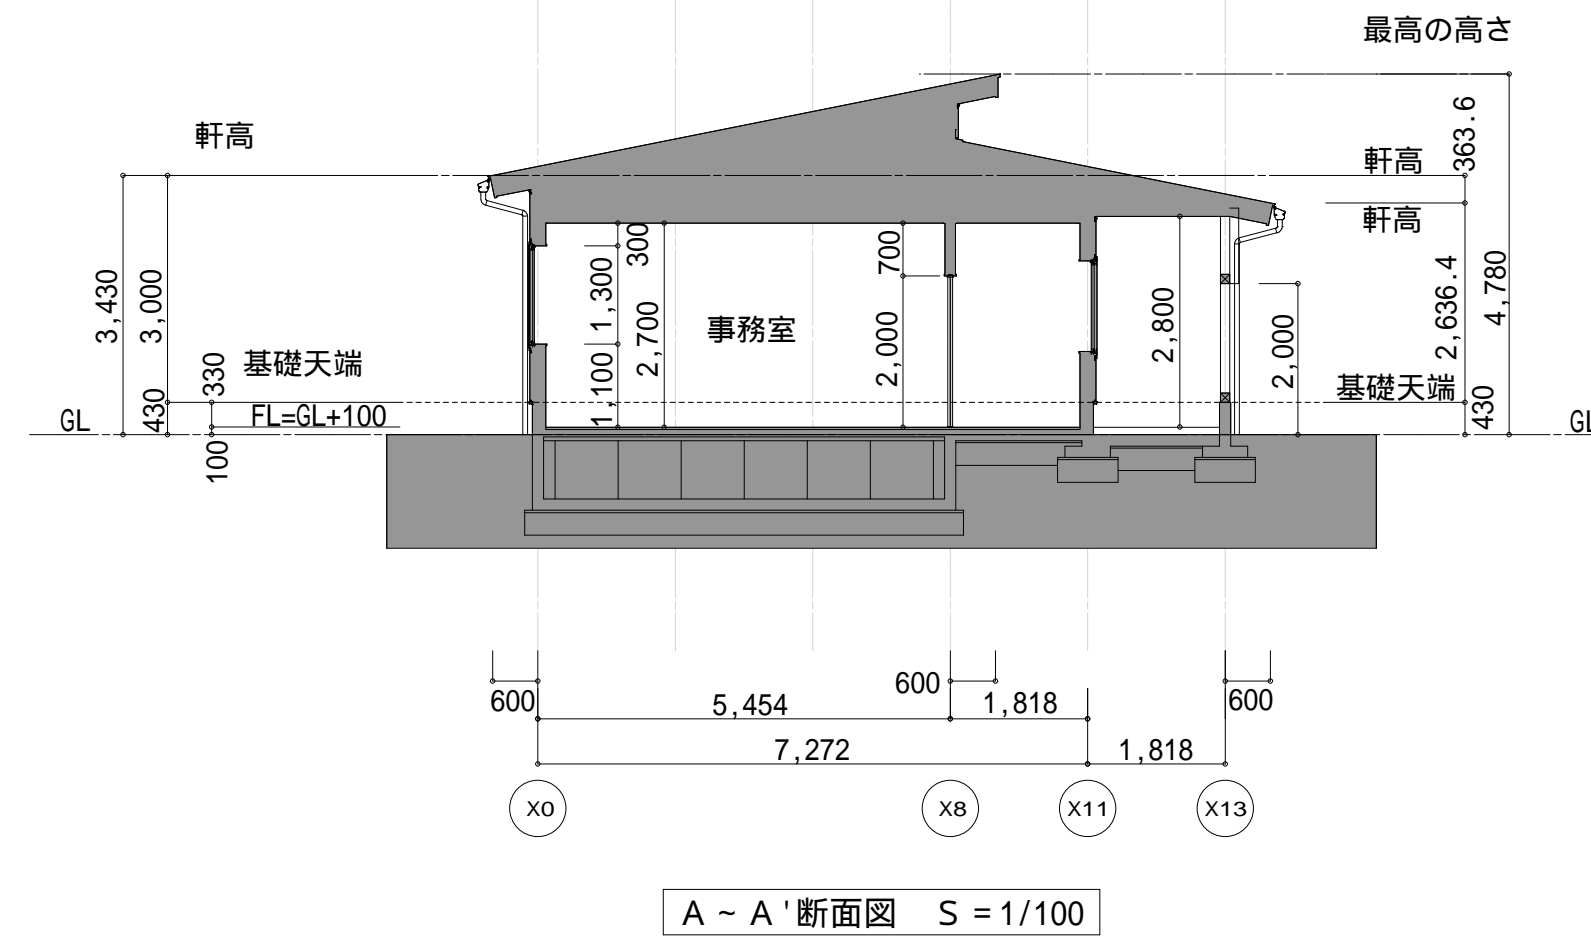 最高の高さ
軒高
363.6
軒高
軒高
3,430
3,000
300
1,300
2,700
1,100
事務室
700
2,000
2,800
2,000
2,636.4
4,780
基礎天端
基礎天端
330
430
430
GL
FL=GL+100
GL
100
600
5,454
600
1,818
600
7,272
1,818
X0
X8
X11
X13
A ~ A '断面図 S = 1/100